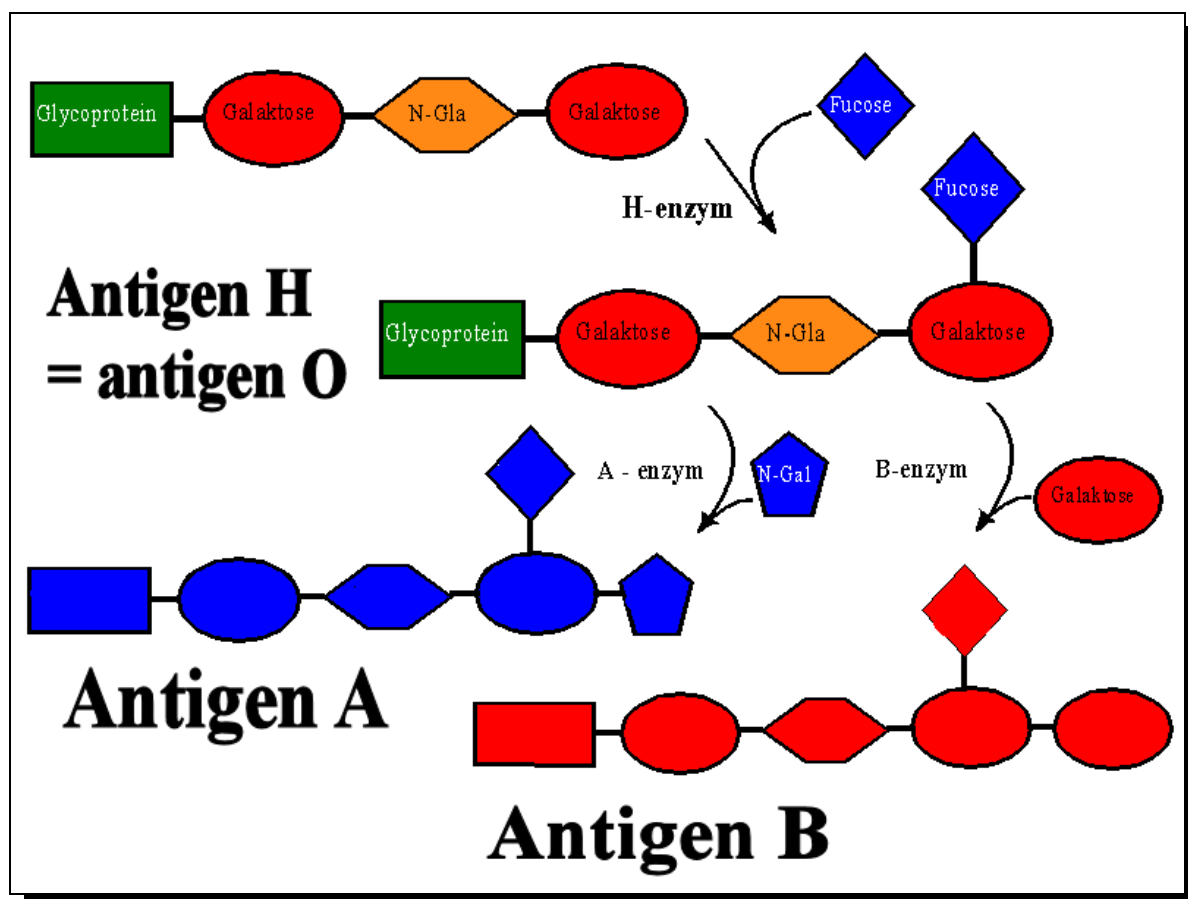 Glycoprotein
Galaktose
N-Gla
Galaktose
Fucose
H-enzym
Fucose
Antigen H
= antigen O
Glycoprotein
Galaktose
N-Gla
Galaktose
A - enzym
N-Gal
B-enzym
Galaktose
Antigen A
Antigen B